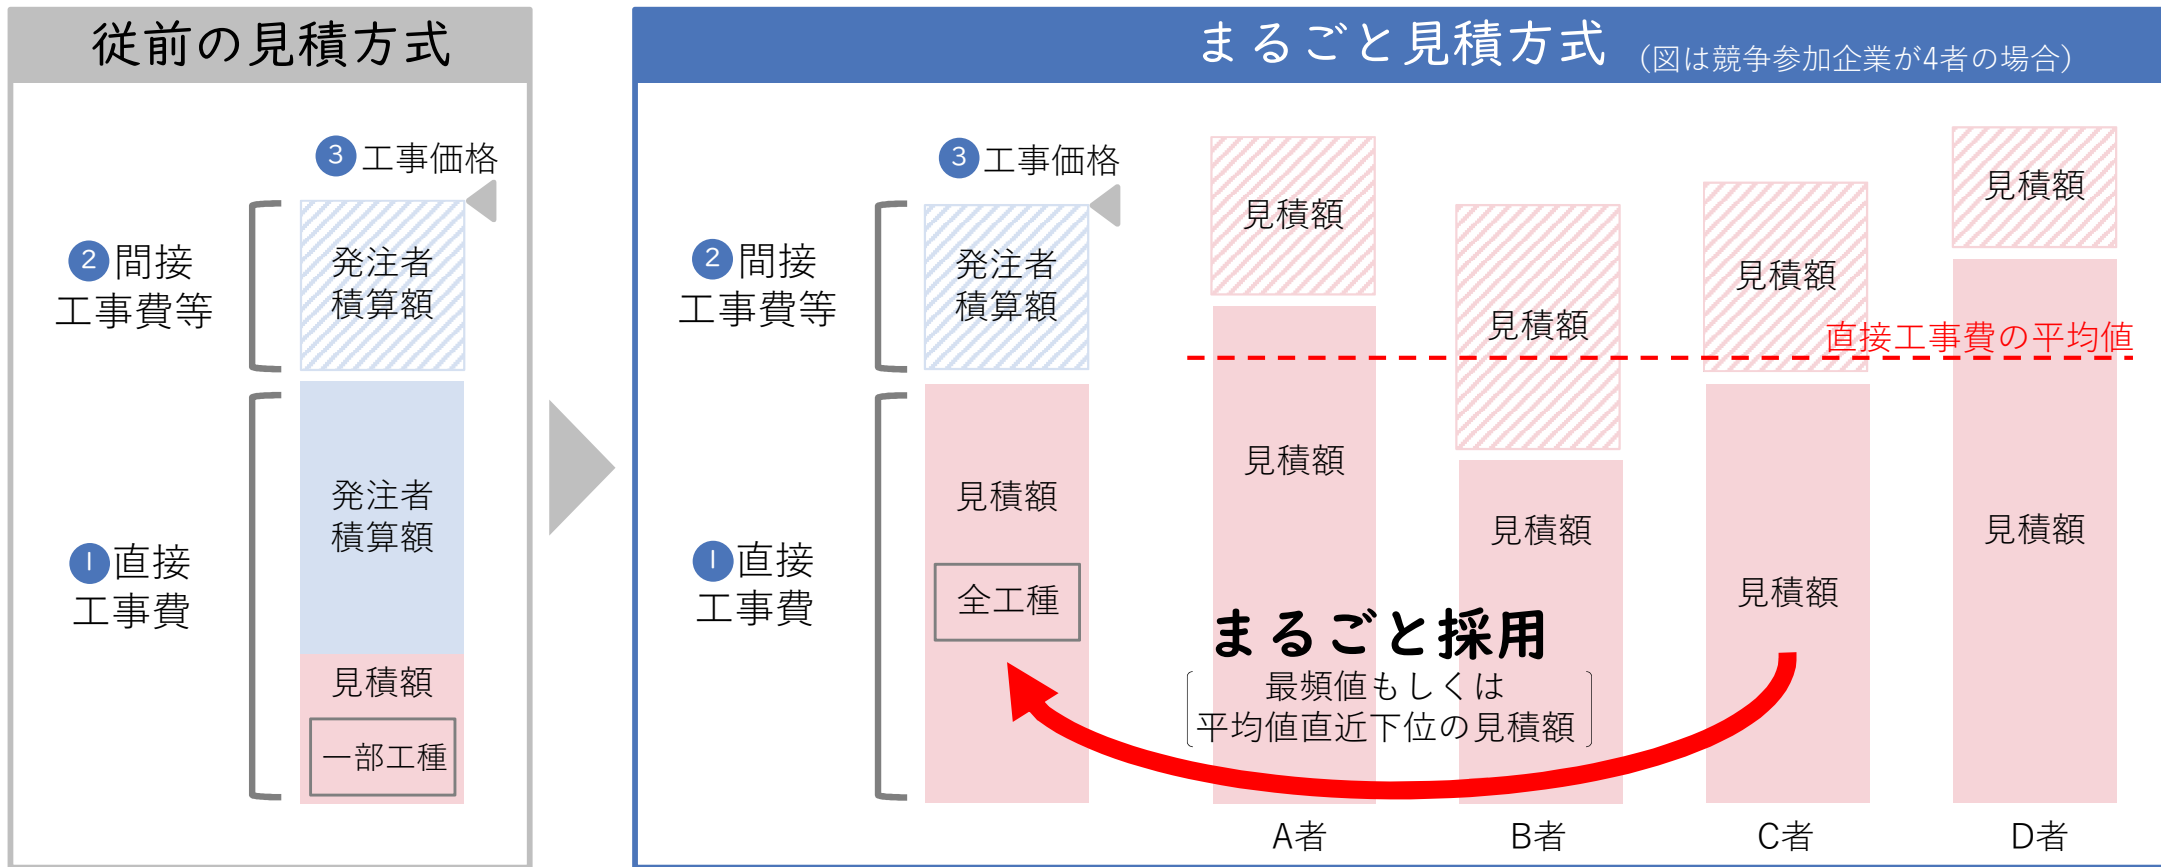 従前の見積方式
3 工事価格
2 間接
工事費等
発注者
積算額
1 直接
工事費
発注者
積算額
見積額
一部工種
まるごと見積方式 (図は競争参加企業が4者の場合)
3 工事価格
2 間接
工事費等
発注者
積算額
1 直接
工事費
見積額
全工種
見積額
見積額
A者
見積額
見積額
B者
見積額
見積額
C者
見積額
見積額
D者
直接工事費の平均値
まるごと採用
最頻値もしくは
平均値直近下位の見積額